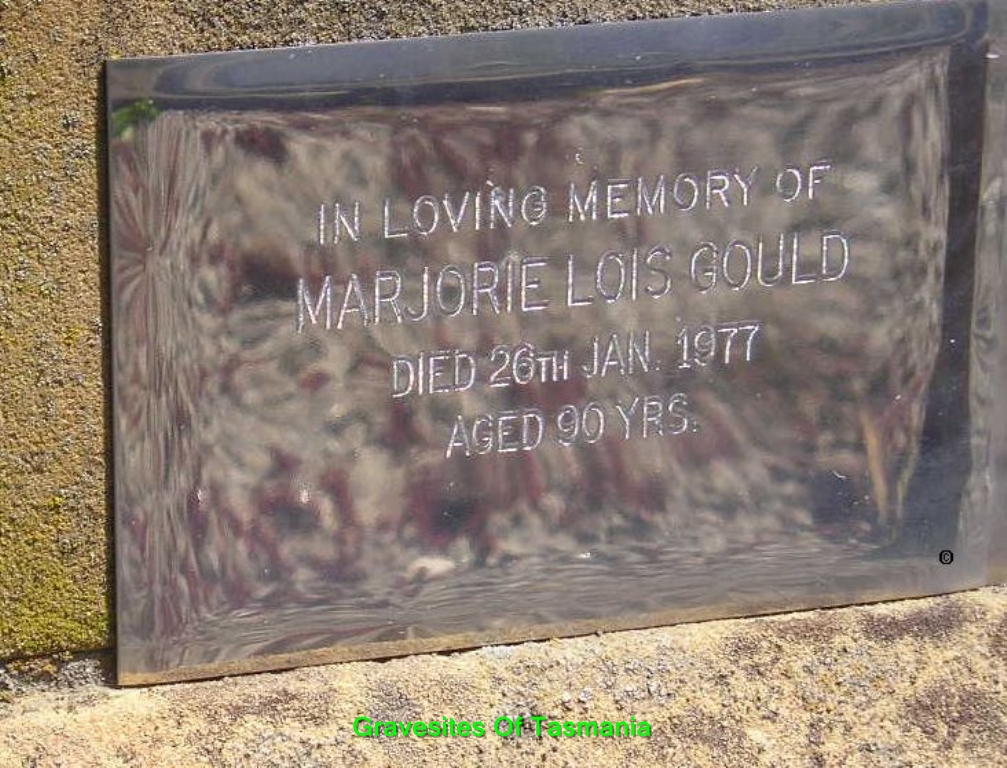 IN LOVING MEMORY OF
MARJORIE LOIS GOULD
DIED 26TH JAN. 1977
AGED 90 YRS.
©
Gravesites Of Tasmania